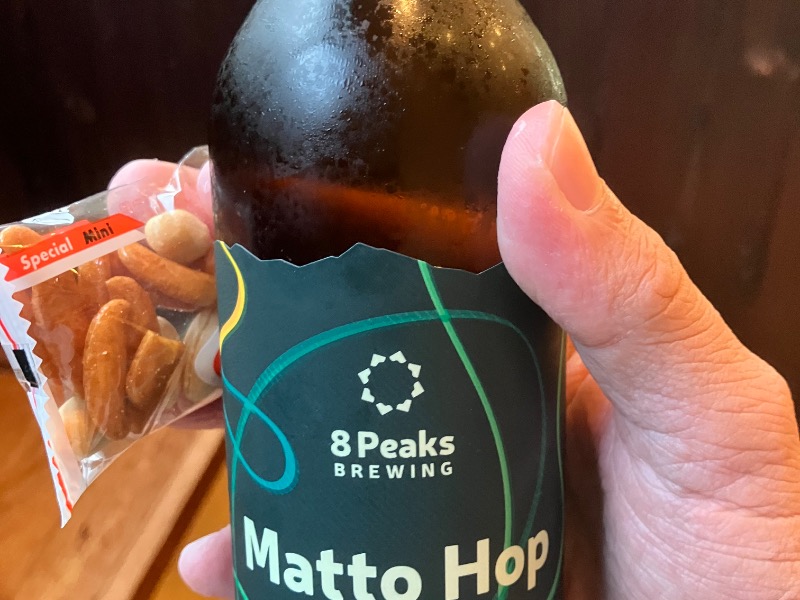 Special Mini
8 Peaks
BREWING
Matto Hop